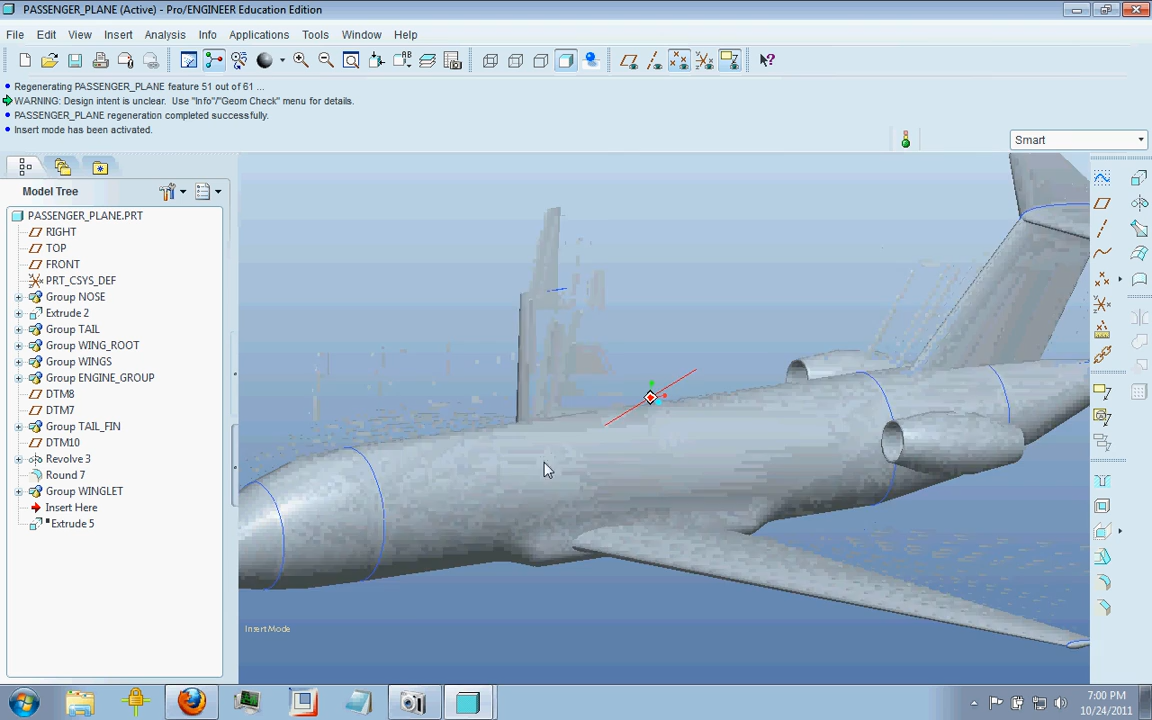 PASSENGER_PLANE (Active) - Pro/ENGINEER Education Edition
File Edit View Insert Analysis Info Applications Tools Window Help
Regenerating PASSENGER_PLANE feature 51 out of 61 ...
WARNING: Design intent is unclear. Use "Info"/"Geom Check" menu for details.
PASSENGER_PLANE regeneration completed successfully.
Insert mode has been activated.
Smart
Model Tree
PASSENGER_PLANE.PRT
RIGHT
TOP
FRONT
PRT_CSYS_DEF
Group NOSE
Extrude 2
Group TAIL
Group WING_ROOT
Group WINGS
Group ENGINE_GROUP
DTM8
DTM7
Group TAIL_FIN
DTM10
Revolve 3
Round 7
Group WINGLET
Insert Here
Extrude 5
Insert Mode
7:00 PM
10/24/2011